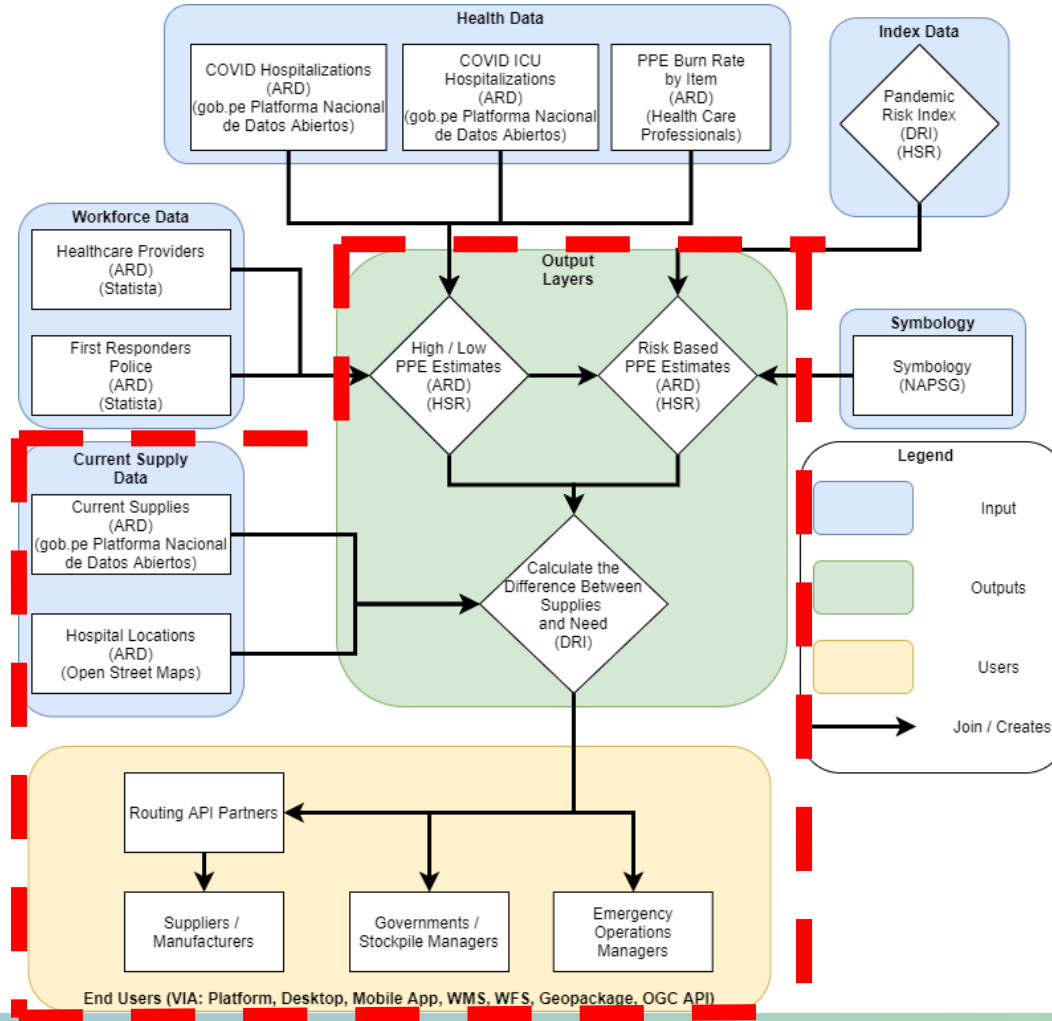 Health Data
COVID Hospitalizations
(ARD)
(gob.pe Platforma Nacional
de Datos Abiertos)
COVID ICU
Hospitalizations
(ARD)
(gob.pe Platforma Nacional
de Datos Abiertos)
PPE Burn Rate
by Item
(ARD)
(Health Care
Professionals)
Index Data
Pandemic
Risk Index
(DRI)
(HSR)
Workforce Data
Healthcare Providers
(ARD)
(Statista)
First Responders
Police
(ARD)
(Statista)
Output
Layers
High / Low
PPE Estimates
(ARD)
(HSR)
Risk Based
PPE Estimates
(ARD)
(HSR)
Symbology
Symbology
(NAPSG)
Current Supply
Data
Current Supplies
(ARD)
(gob.pe Platforma Nacional
de Datos Abiertos)
Hospital Locations
(ARD)
(Open Street Maps)
Calculate the
Difference Between
Supplies
and Need
(DRI)
Legend
Input
Outputs
Users
Join / Creates
Routing API Partners
Suppliers /
Manufacturers
Governments /
Stockpile Managers
Emergency
Operations
Managers
End Users (VIA: Platform, Desktop, Mobile App, WMS, WFS, Geopackage, OGC API)